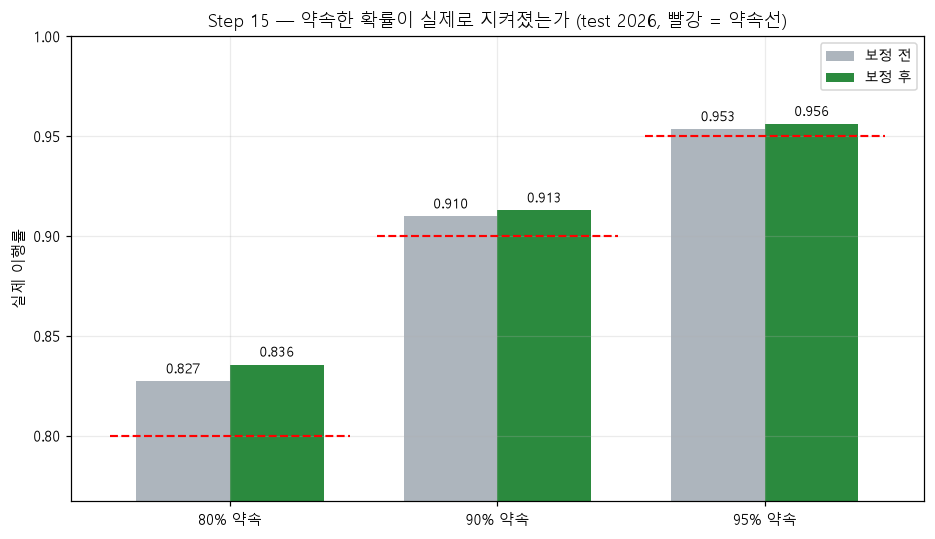 Step 15 — 약속한 확률이 실제로 지켜졌는가 (test 2026, 빨강 = 약속선)
보정 전
보정 후
실제 이행률
1.00
0.95
0.90
0.85
0.80
0.827
0.836
0.910
0.913
0.953
0.956
80% 약속
90% 약속
95% 약속